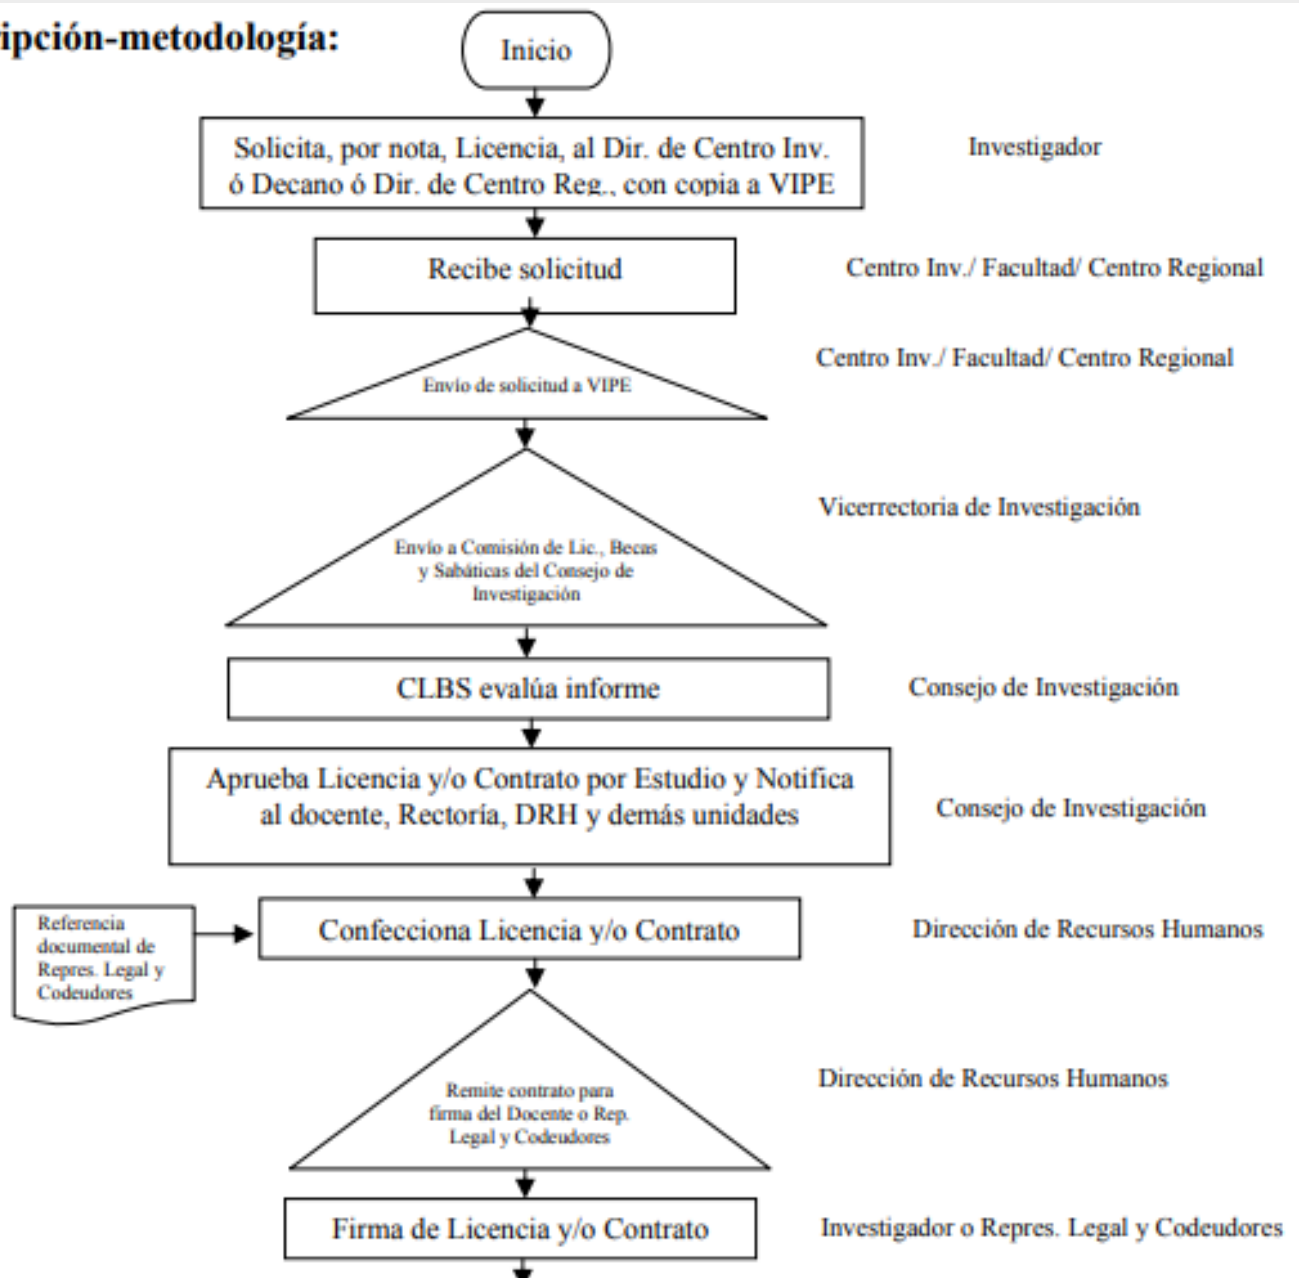 ipción-metodología:
Inicio
Solicita, por nota, Licencia, al Dir. de Centro Inv.
ó Decano ó Dir. de Centro Reg., con copia a VIPE
Investigador
Recibe solicitud
Centro Inv./ Facultad/ Centro Regional
Envío de solicitud a VIPE
Centro Inv./ Facultad/ Centro Regional
Envío a Comisión de Lic., Becas
y Sabáticas del Consejo de
Investigación
Vicerrectoria de Investigación
CLBS evalúa informe
Consejo de Investigación
Aprueba Licencia y/o Contrato por Estudio y Notifica
al docente, Rectoría, DRH y demás unidades
Consejo de Investigación
Referencia
documental de
Repres. Legal y
Codeudores
Confecciona Licencia y/o Contrato
Dirección de Recursos Humanos
Remite contrato para
firma del Docente o Rep.
Legal y Codeudores
Dirección de Recursos Humanos
Firma de Licencia y/o Contrato
Investigador o Repres. Legal y Codeudores